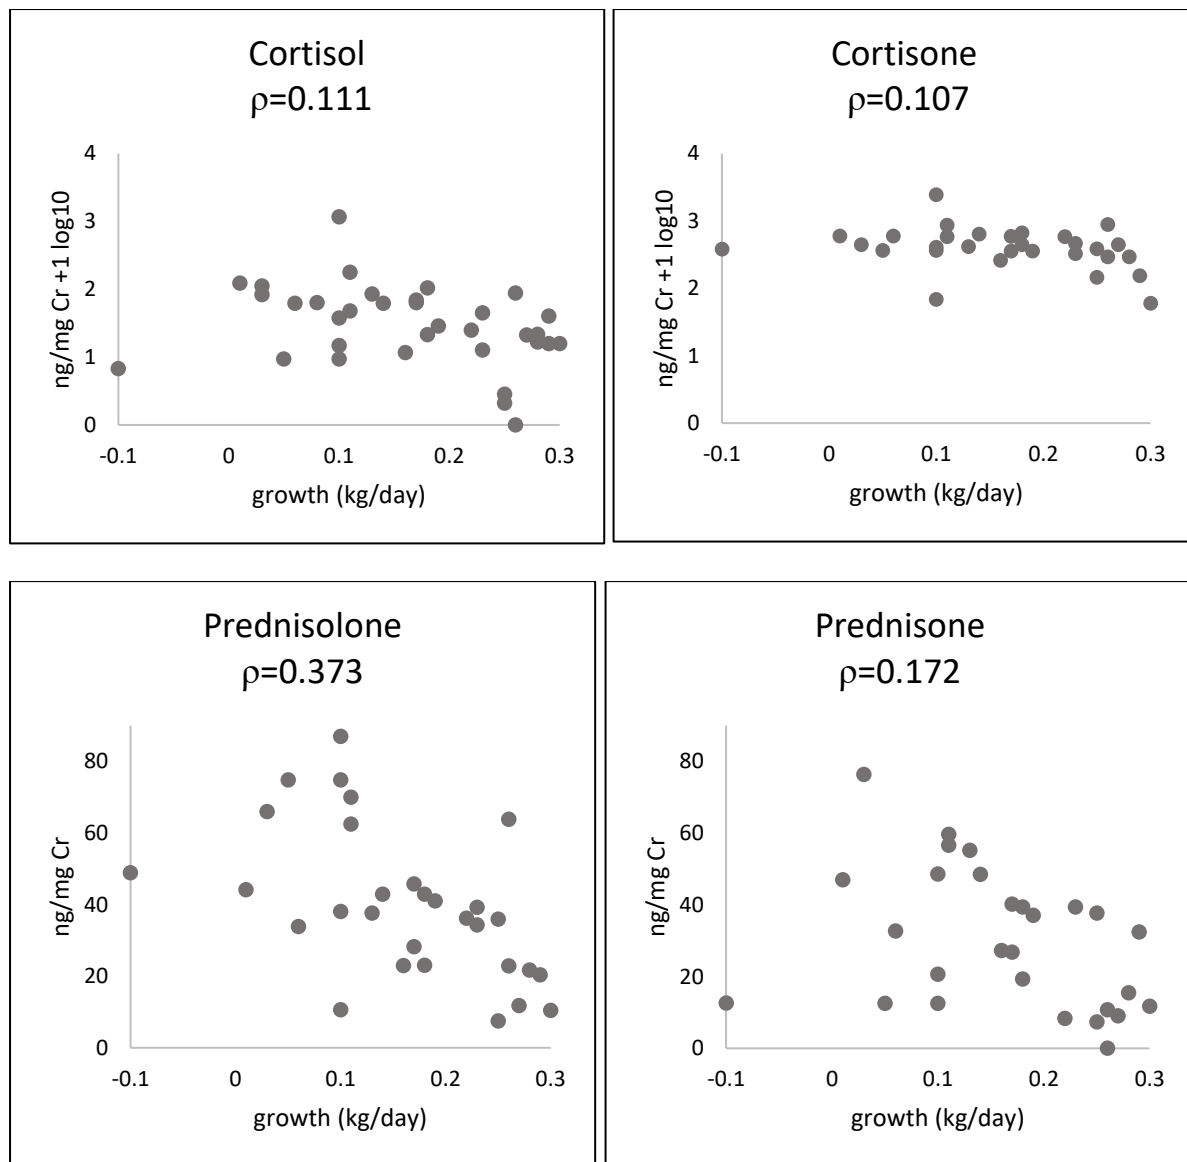 Cortisol
ρ=0.111
4
3
2
1
0
ng/mg Cr +1 log10
-0.1 0 0.1 0.2 0.3
growth (kg/day)
Cortisone
ρ=0.107
4
3
2
1
0
ng/mg Cr +1 log10
-0.1 0 0.1 0.2 0.3
growth (kg/day)
Prednisolone
ρ=0.373
80
60
40
20
0
ng/mg Cr
-0.1 0 0.1 0.2 0.3
growth (kg/day)
Prednisone
ρ=0.172
80
60
40
20
0
ng/mg Cr
-0.1 0 0.1 0.2 0.3
growth (kg/day)